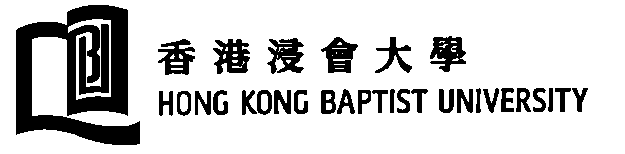 香港浸會大學
HONG KONG BAPTIST UNIVERSITY